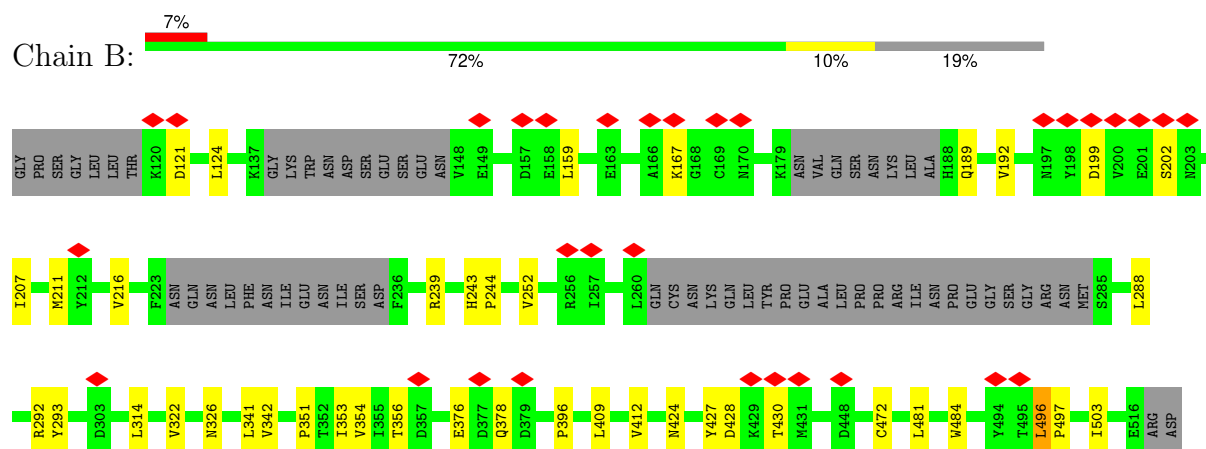 7%
Chain B:
72% 10% 19%
GLY PRO SER GLY LEU LEU THR K120 D121 L124 K137 GLY LYS TRP ASN ASP SER GLU SER GLU ASN V148 E149 D157 E158 L159 E163 A166 K167 G168 C169 N170 K179 ASN VAL GLN SER ASN LYS LEU ALA H188 Q189 V192 N197 Y198 D199 V200 E201 S202 N203
I207 M211 Y212 V216 F223 ASN GLN ASN LEU PHE ASN ILE GLU ASN ILE SER ASP F236 R239 H243 P244 V252 R256 I257 L260 GLN CYS ASN LYS GLN LEU TYR PRO GLU ALA LEU PRO PRO ARG ILE ASN PRO GLU GLY SER GLY ARG ASN MET S285 L288
R292 Y293 D303 L314 V322 N326 L341 V342 P351 T352 I353 V354 I355 T356 D357 E376 D377 Q378 D379 P396 L409 V412 N424 Y427 D428 K429 T430 M431 D448 C472 L481 W484 Y494 T495 L496 P497 I503 E516 ARG ASP